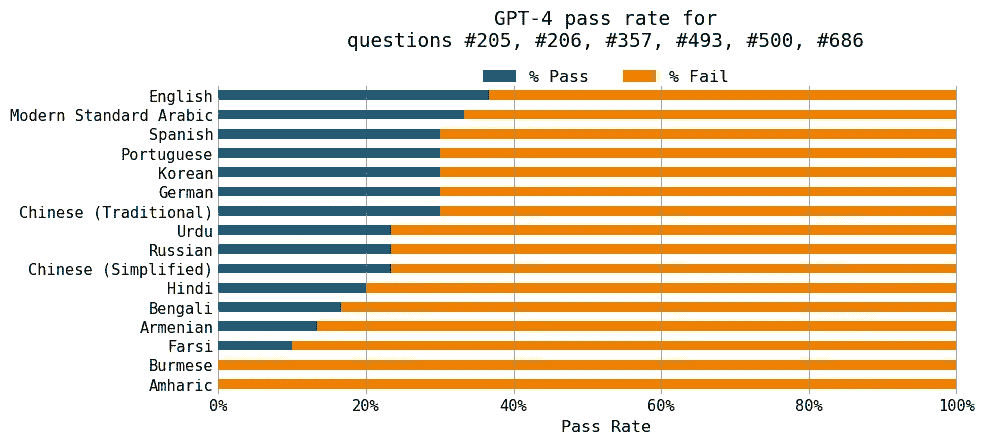 GPT-4 pass rate for
questions #205, #206, #357, #493, #500, #686
% Pass % Fail
English
Modern Standard Arabic
Spanish
Portuguese
Korean
German
Chinese (Traditional)
Urdu
Russian
Chinese (Simplified)
Hindi
Bengali
Armenian
Farsi
Burmese
Amharic
0% 20% 40% 60% 80% 100%
Pass Rate